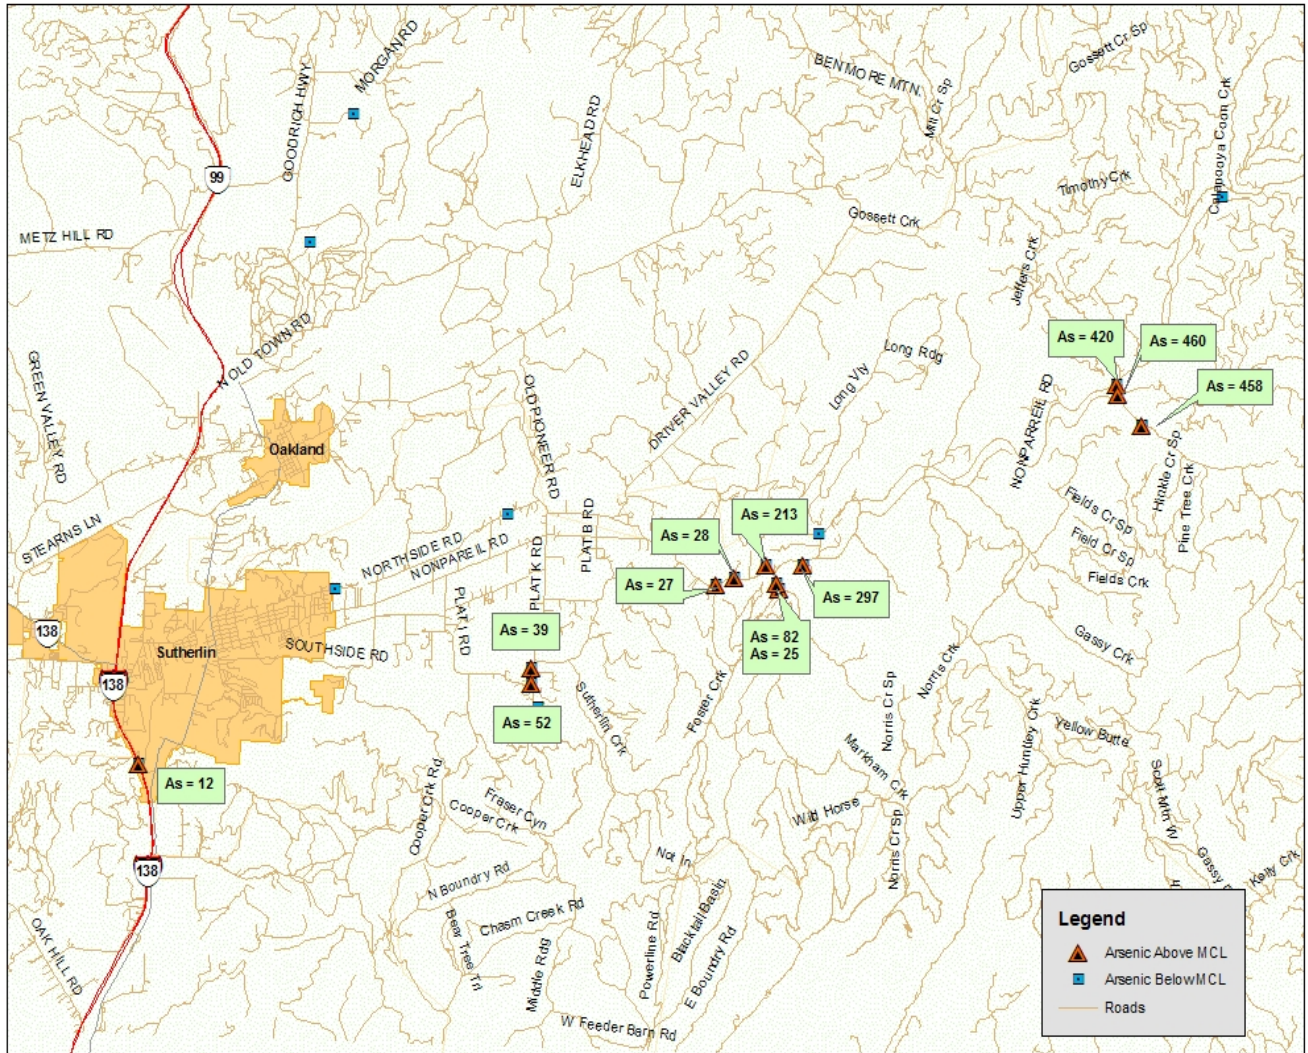 MORGAN RD
GOODRICH HWY
BENMORE MTN.
Gossett Cr Sp
Mill Cr Sp
Calapooya Coon Crk
ELKHEAD RD
99
Timothy Crk
Gossett Crk
METZ HILL RD
Jeffers Crk
N OLD TOWN RD
As = 420
As = 460
As = 458
GREEN VALLEY RD
OLD PIONEER RD
DRIVER VALLEY RD
Long Vly
Long Rdg
NONPARREIL RD
Oakland
Hinkle Cr Sp
Pine Tree Crk
Fields Cr Sp
Field Cr Sp
Fields Crk
STEARNS LN
NORTHSIDE RD
NONPAREIL RD
PLAT B RD
PLAT K RD
PLAT I RD
As = 28
As = 213
As = 27
As = 297
As = 82
As = 25
As = 39
As = 52
138
Sutherlin
SOUTHSIDE RD
138
As = 12
Sutherlin Crk
Foster Crk
Norris Cr Sp
Norris Crk
Gassy Crk
Yellow Butte
Upper Huntley Crk
Markham Crk
Scott Mtn W
Cooper Crk Rd
Fraser Cyn
Cooper Crk
Wild Horse
Norris Cr Sp
138
Not In
N Boundry Rd
Gassy
Kelly Crk
Bear Tree Trl
Chasm Creek Rd
Middle Rdg
Powerline Rd
Blacktail Basin
E Boundry Rd
OAK HILL RD
W Feeder Barn Rd
Legend
Arsenic Above MCL
Arsenic Below MCL
Roads